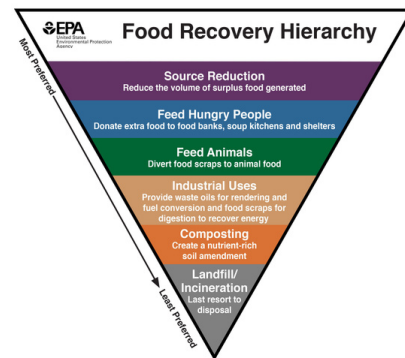 EPA
United States
Environmental Protection
Agency
Food Recovery Hierarchy
Most Preferred
Source Reduction
Reduce the volume of surplus food generated
Feed Hungry People
Donate extra food to food banks, soup kitchens and shelters
Feed Animals
Divert food scraps to animal food
Industrial Uses
Provide waste oils for rendering and
fuel conversion and food scraps for
digestion to recover energy
Composting
Create a nutrient-rich
soil amendment
Landfill/
Incineration
Last resort to
disposal
Least Preferred